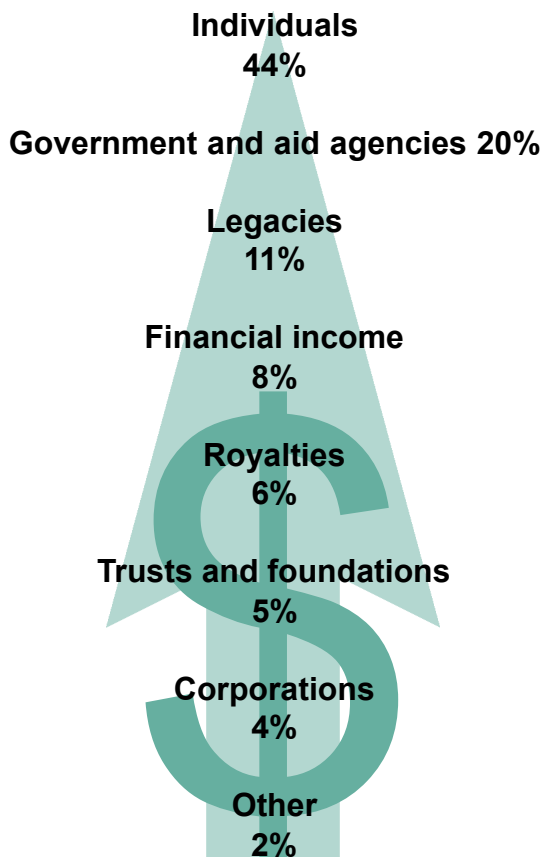 Individuals
44%
Government and aid agencies 20%
Legacies
11%
Financial income
8%
Royalties
6%
Trusts and foundations
5%
Corporations
4%
Other
2%
$